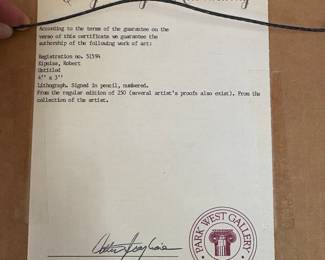 According to the terms of the guarantee on the
verso of this certificate we guarantee the
authorship of the following work of art:
Registration no. 51594
Kipniss, Robert
Untitled
4" x 3"
Lithograph. Signed in pencil, numbered.
From the regular edition of 250 (several artist's proofs also exist). From the
collection of the artist.
PARK WEST GALLERY